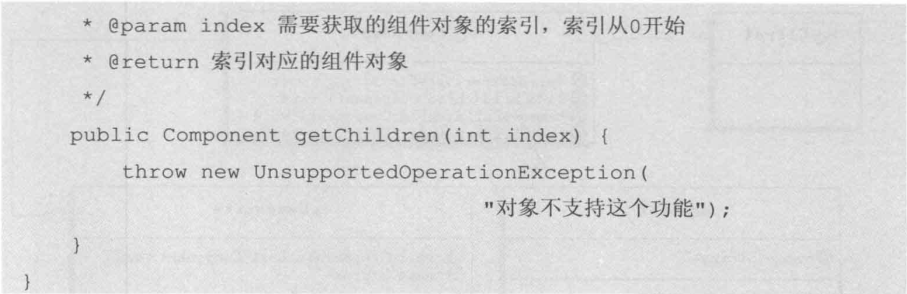 * @param index 需要获取的组件对象的索引，索引从0开始
* @return 索引对应的组件对象
*/
public Component getChildren(int index) {
throw new UnsupportedOperationException(
"对象不支持这个功能");
}
}